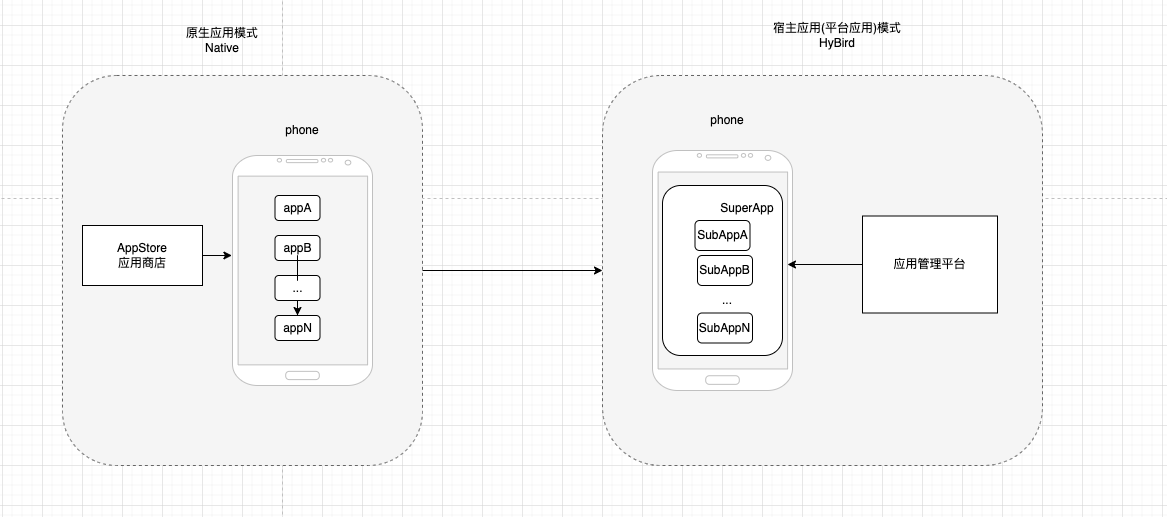 原生应用模式
Native
phone
AppStore
应用商店
appA
appB
...
appN
宿主应用(平台应用)模式
HyBird
phone
SuperApp
SubAppA
SubAppB
...
SubAppN
应用管理平台